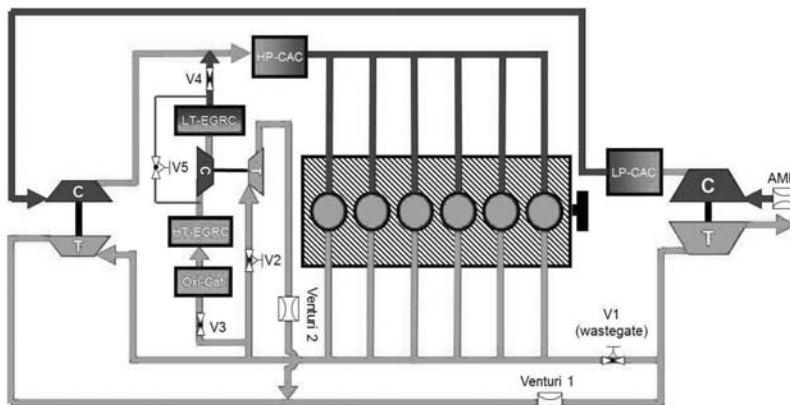 HP-CAC
V4
LT-EGRC
V5
C
T
C
LP-CAC
C
T
T
HT-EGRC
V2
Oxi-Cat
V3
Venturi 2
V1
(wastegate)
Venturi 1